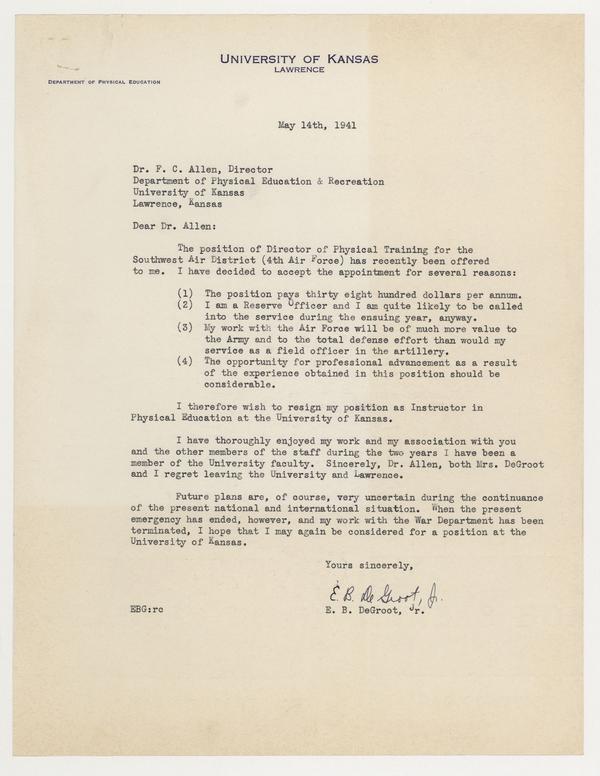 UNIVERSITY OF KANSAS
LAWRENCE
DEPARTMENT OF PHYSICAL EDUCATION
May 14th, 1941
Dr. F. C. Allen, Director
Department of Physical Education & Recreation
University of Kansas
Lawrence, Kansas
Dear Dr. Allen:
The position of Director of Physical Training for the
Southwest Air District (4th Air Force) has recently been offered
to me. I have decided to accept the appointment for several reasons:
(1) The position pays thirty eight hundred dollars per annum.
(2) I am a Reserve Officer and I am quite likely to be called
into the service during the ensuing year, anyway.
(3) My work with the Air Force will be of much more value to
the Army and to the total defense effort than would my
service as a field officer in the artillery.
(4) The opportunity for professional advancement as a result
of the experience obtained in this position should be
considerable.
I therefore wish to resign my position as Instructor in
Physical Education at the University of Kansas.
I have thoroughly enjoyed my work and my association with you
and the other members of the staff during the two years I have been a
member of the University faculty. Sincerely, Dr. Allen, both Mrs. DeGroot
and I regret leaving the University and Lawrence.
Future plans are, of course, very uncertain during the continuance
of the present national and international situation. When the present
emergency has ended, however, and my work with the War Department has been
terminated, I hope that I may again be considered for a position at the
University of Kansas.
Yours sincerely,
E. B. De Groot, Jr.
EBG:rc E. B. DeGroot, Jr.